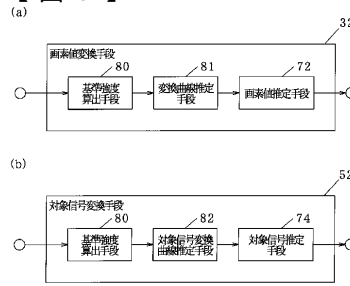 (a)
32
画素値変換手段
80
81
72
基準強度
算出手段
変換曲線推定
手段
画素値推定手段
(b)
52
対象信号変換手段
80
82
74
基準強度
算出手段
対象信号変換
曲線推定手段
対象信号推定
手段